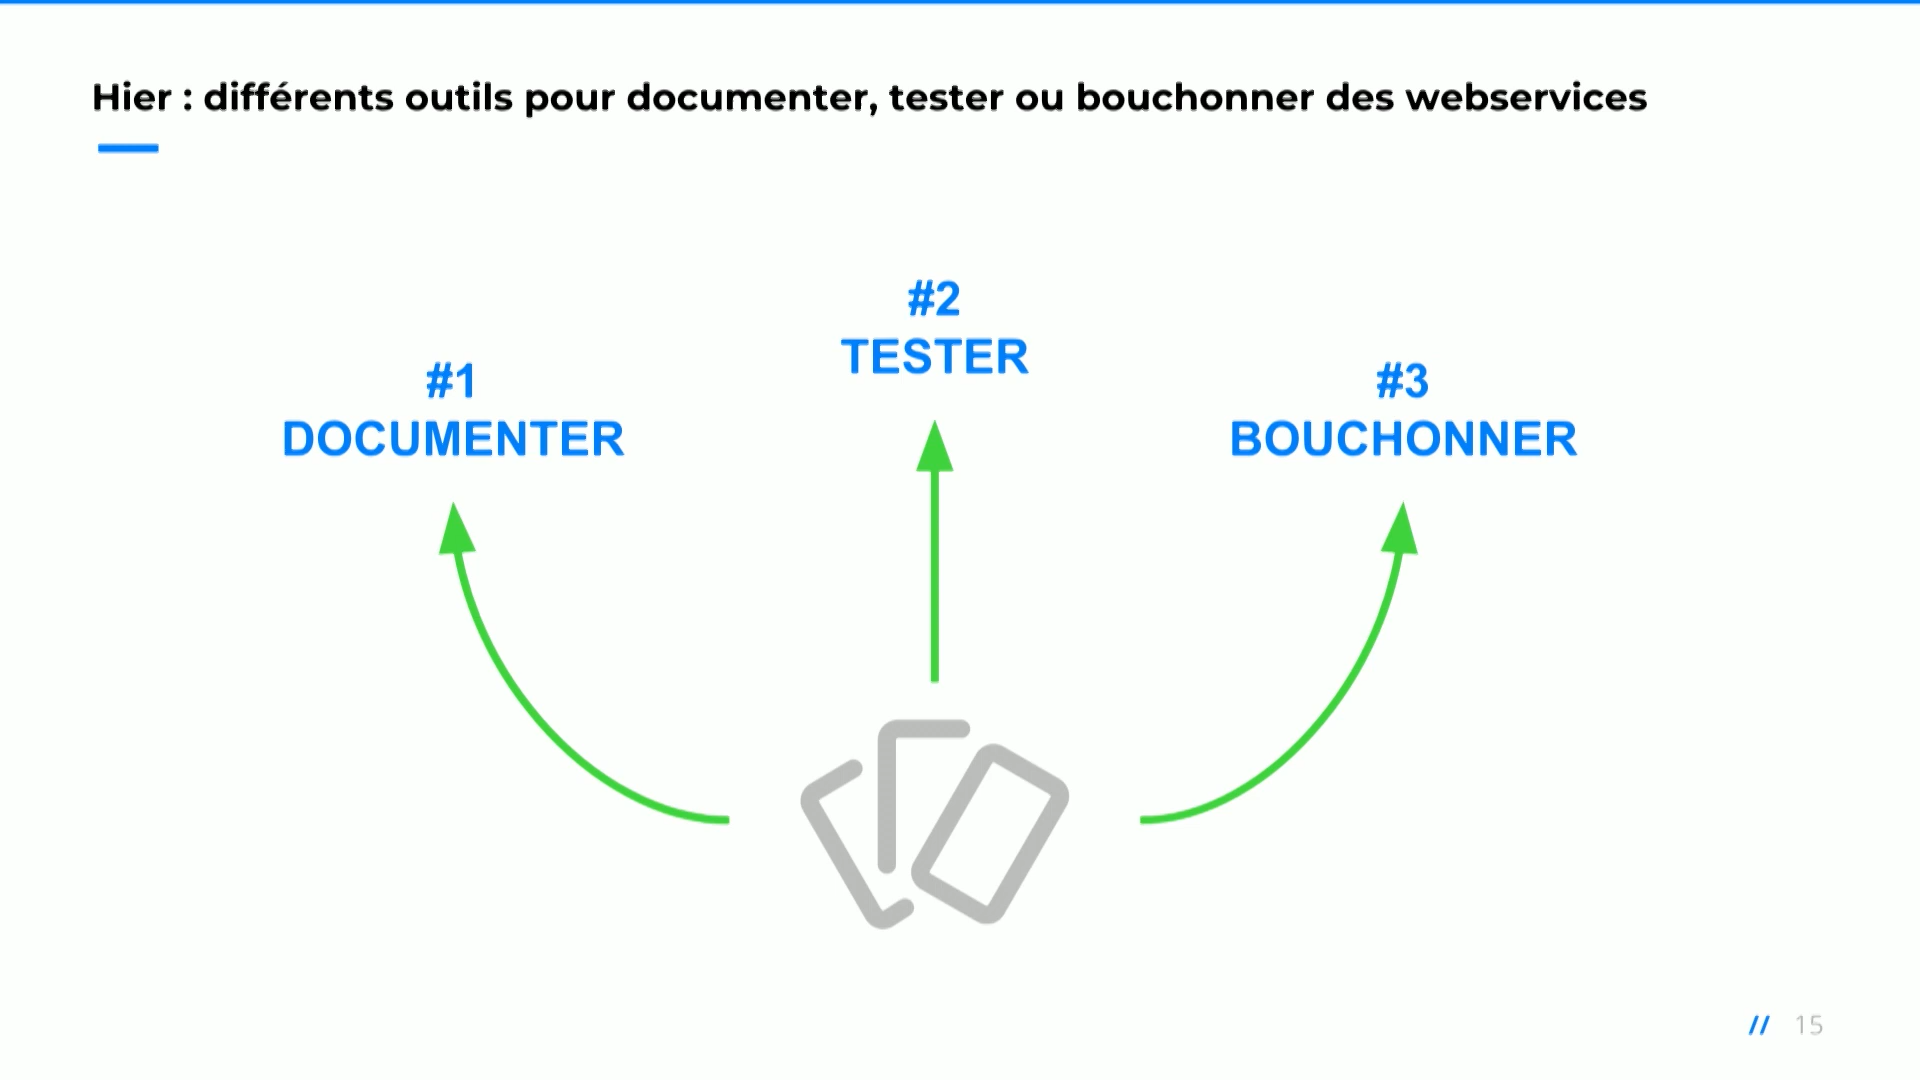 Hier : différents outils pour documenter, tester ou bouchonner des webservices
#1
DOCUMENTER
#2
TESTER
#3
BOUCHONNER
// 15